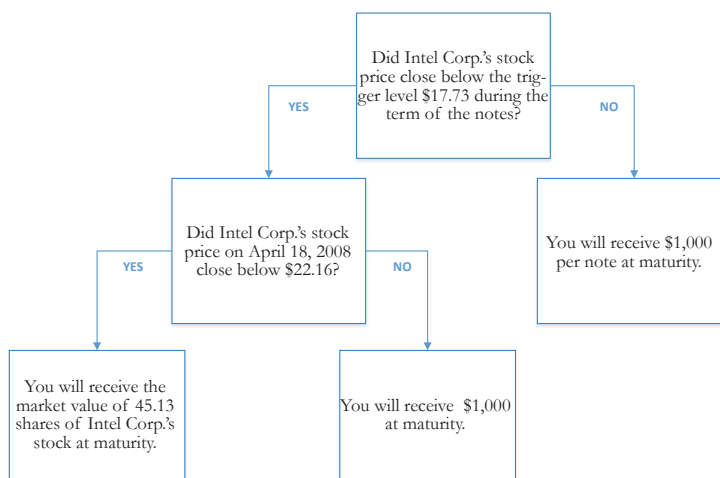 Did Intel Corp.'s stock
price close below the trig-
ger level $17.73 during the
term of the notes?
YES
NO
Did Intel Corp.'s stock
price on April 18, 2008
close below $22.16?
You will receive $1,000
per note at maturity.
YES
NO
You will receive the
market value of 45.13
shares of Intel Corp.'s
stock at maturity.
You will receive $1,000
at maturity.